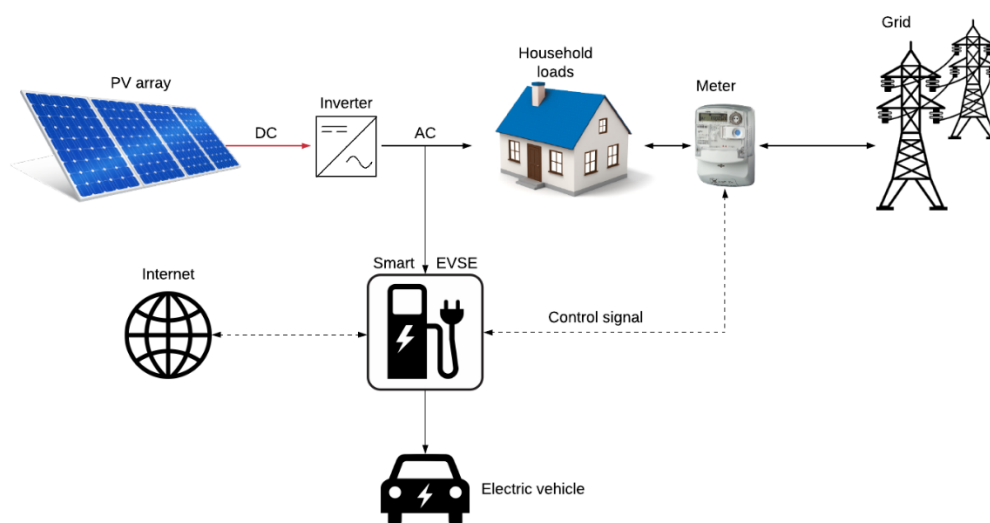 Grid
Household
loads
PV array
Meter
Inverter
DC
AC
Smart EVSE
Internet
Control signal
Electric vehicle